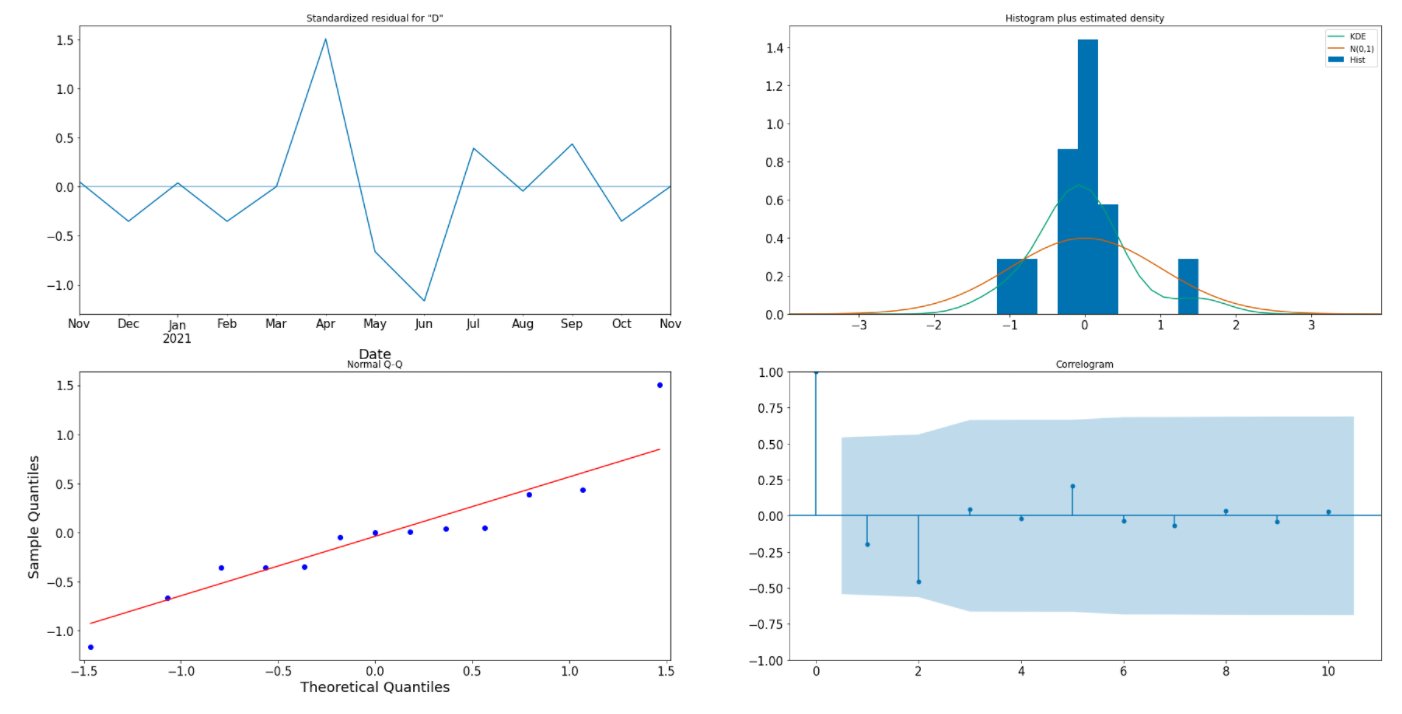 Standardized residual for "D"
1.5
1.0
0.5
0.0
−0.5
−1.0
Nov Dec Jan Feb Mar Apr May Jun Jul Aug Sep Oct Nov
2021
Date
Histogram plus estimated density
KDE
N(0,1)
Hist
1.4
1.2
1.0
0.8
0.6
0.4
0.2
0.0
−3 −2 −1 0 1 2 3
Normal Q-Q
Sample Quantiles
1.5
1.0
0.5
0.0
−0.5
−1.0
−1.5 −1.0 −0.5 0.0 0.5 1.0 1.5
Theoretical Quantiles
Correlogram
1.00
0.75
0.50
0.25
0.00
−0.25
−0.50
−0.75
−1.00
0 2 4 6 8 10